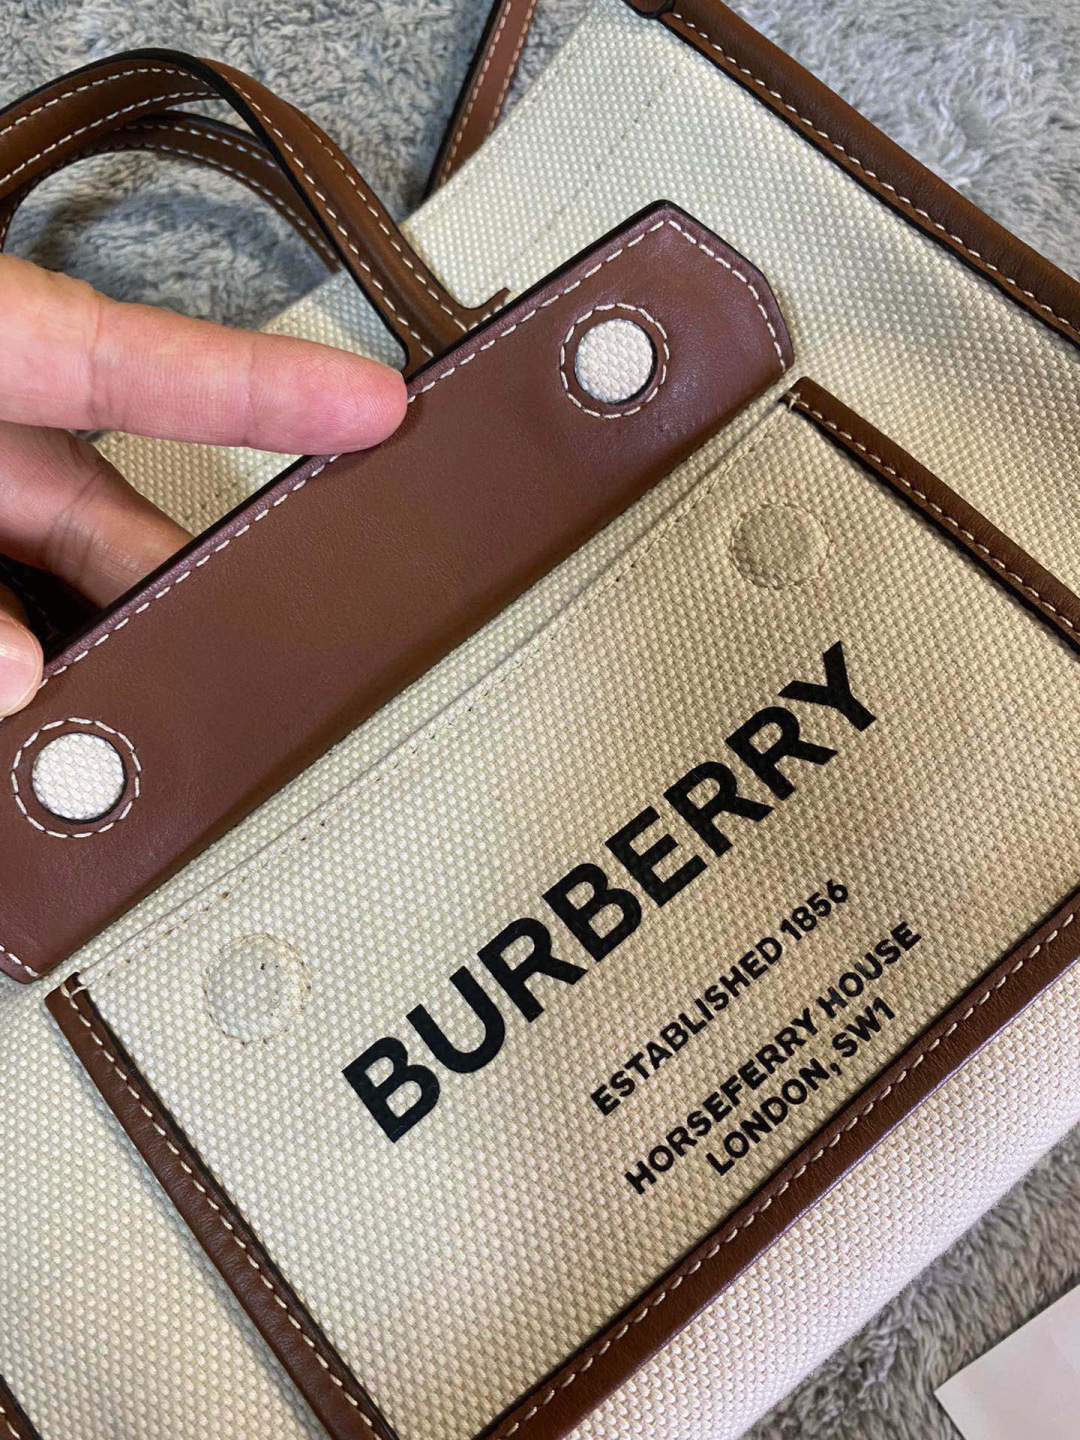 BURBERRY
ESTABLISHED 1856
HORSEFERRY HOUSE
LONDON, SW1